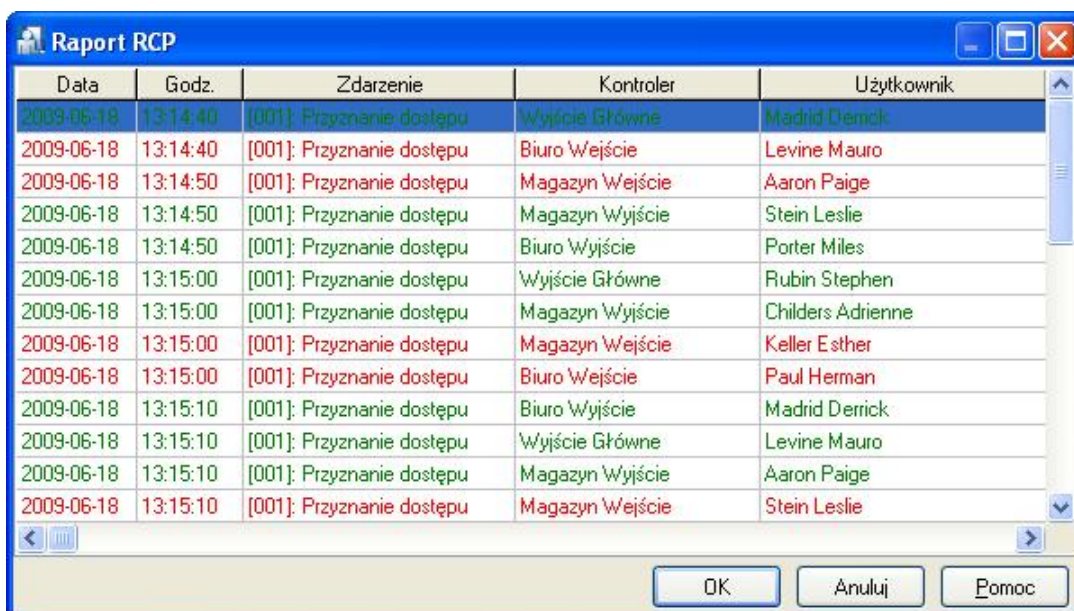 Raport RCP
Data Godz. Zdarzenie Kontroler Użytkownik
2009-06-18 13:14:40 [001]: Przyznanie dostępu Wyjście Główne Madrid Derrick
2009-06-18 13:14:40 [001]: Przyznanie dostępu Biuro Wejście Levine Mauro
2009-06-18 13:14:50 [001]: Przyznanie dostępu Magazyn Wejście Aaron Paige
2009-06-18 13:14:50 [001]: Przyznanie dostępu Magazyn Wyjście Stein Leslie
2009-06-18 13:14:50 [001]: Przyznanie dostępu Biuro Wyjście Porter Miles
2009-06-18 13:15:00 [001]: Przyznanie dostępu Wyjście Główne Rubin Stephen
2009-06-18 13:15:00 [001]: Przyznanie dostępu Magazyn Wyjście Childers Adrienne
2009-06-18 13:15:00 [001]: Przyznanie dostępu Magazyn Wejście Keller Esther
2009-06-18 13:15:00 [001]: Przyznanie dostępu Biuro Wejście Paul Herman
2009-06-18 13:15:10 [001]: Przyznanie dostępu Biuro Wyjście Madrid Derrick
2009-06-18 13:15:10 [001]: Przyznanie dostępu Wyjście Główne Levine Mauro
2009-06-18 13:15:10 [001]: Przyznanie dostępu Magazyn Wyjście Aaron Paige
2009-06-18 13:15:10 [001]: Przyznanie dostępu Magazyn Wejście Stein Leslie
OK Anuluj Pomoc